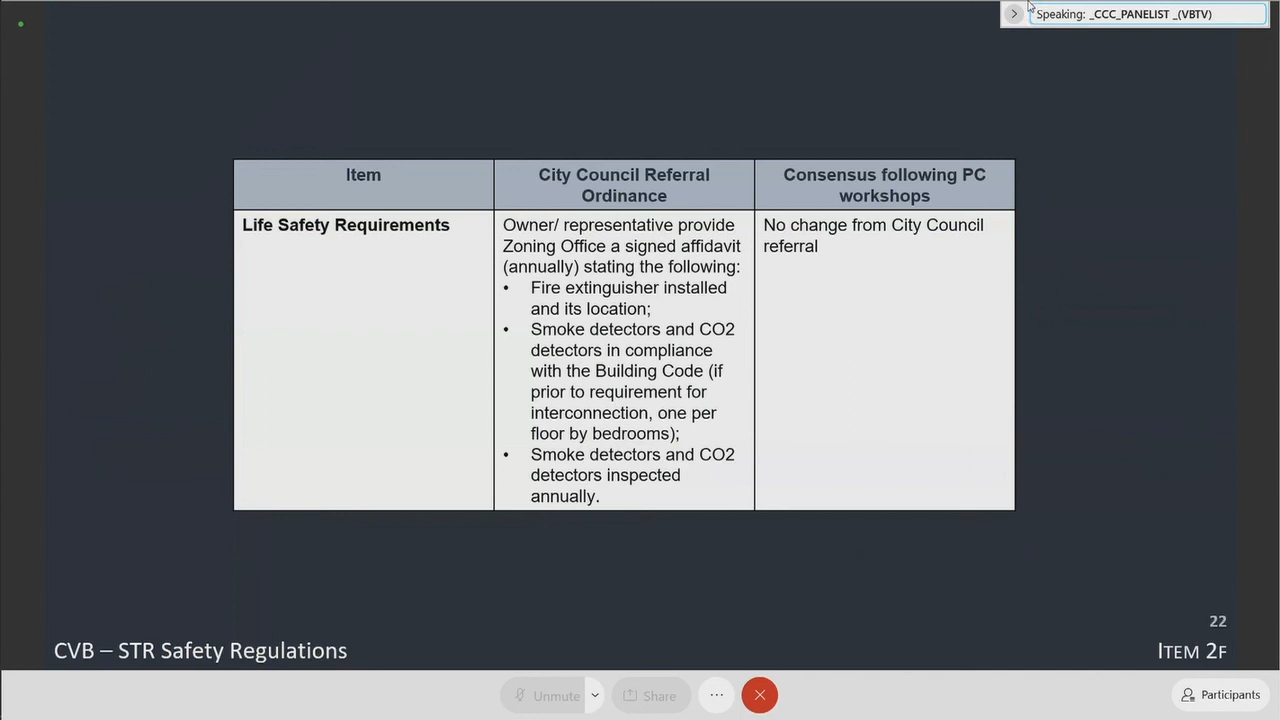 Speaking: _CCC_PANELIST _(VBTV)
Item
City Council Referral
Ordinance
Consensus following PC
workshops
Life Safety Requirements
Owner/ representative provide
Zoning Office a signed affidavit
(annually) stating the following:
• Fire extinguisher installed
and its location;
• Smoke detectors and CO2
detectors in compliance
with the Building Code (if
prior to requirement for
interconnection, one per
floor by bedrooms);
• Smoke detectors and CO2
detectors inspected
annually.
No change from City Council
referral
22
CVB – STR Safety Regulations
ITEM 2F
Unmute
Share
Participants